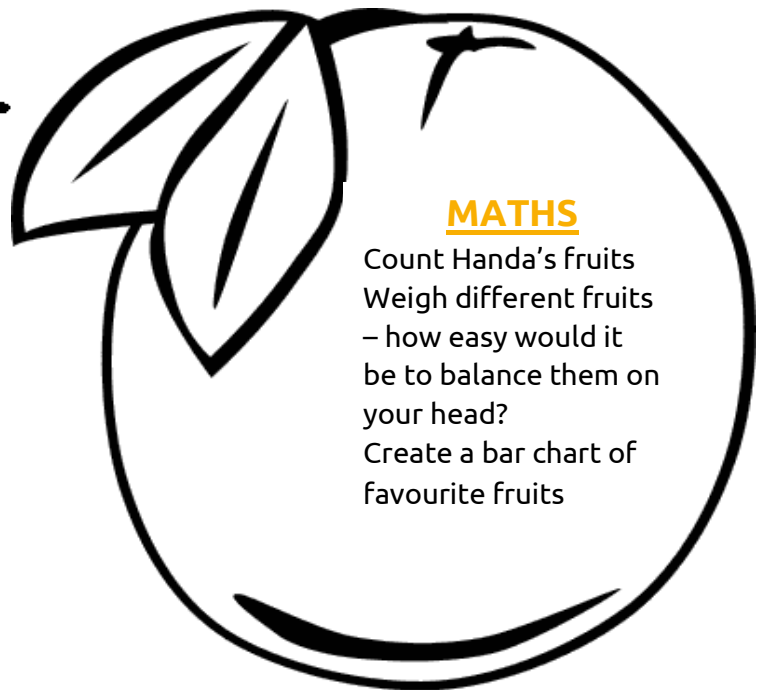 MATHS
Count Handa’s fruits
Weigh different fruits
– how easy would it
be to balance them on
your head?
Create a bar chart of
favourite fruits